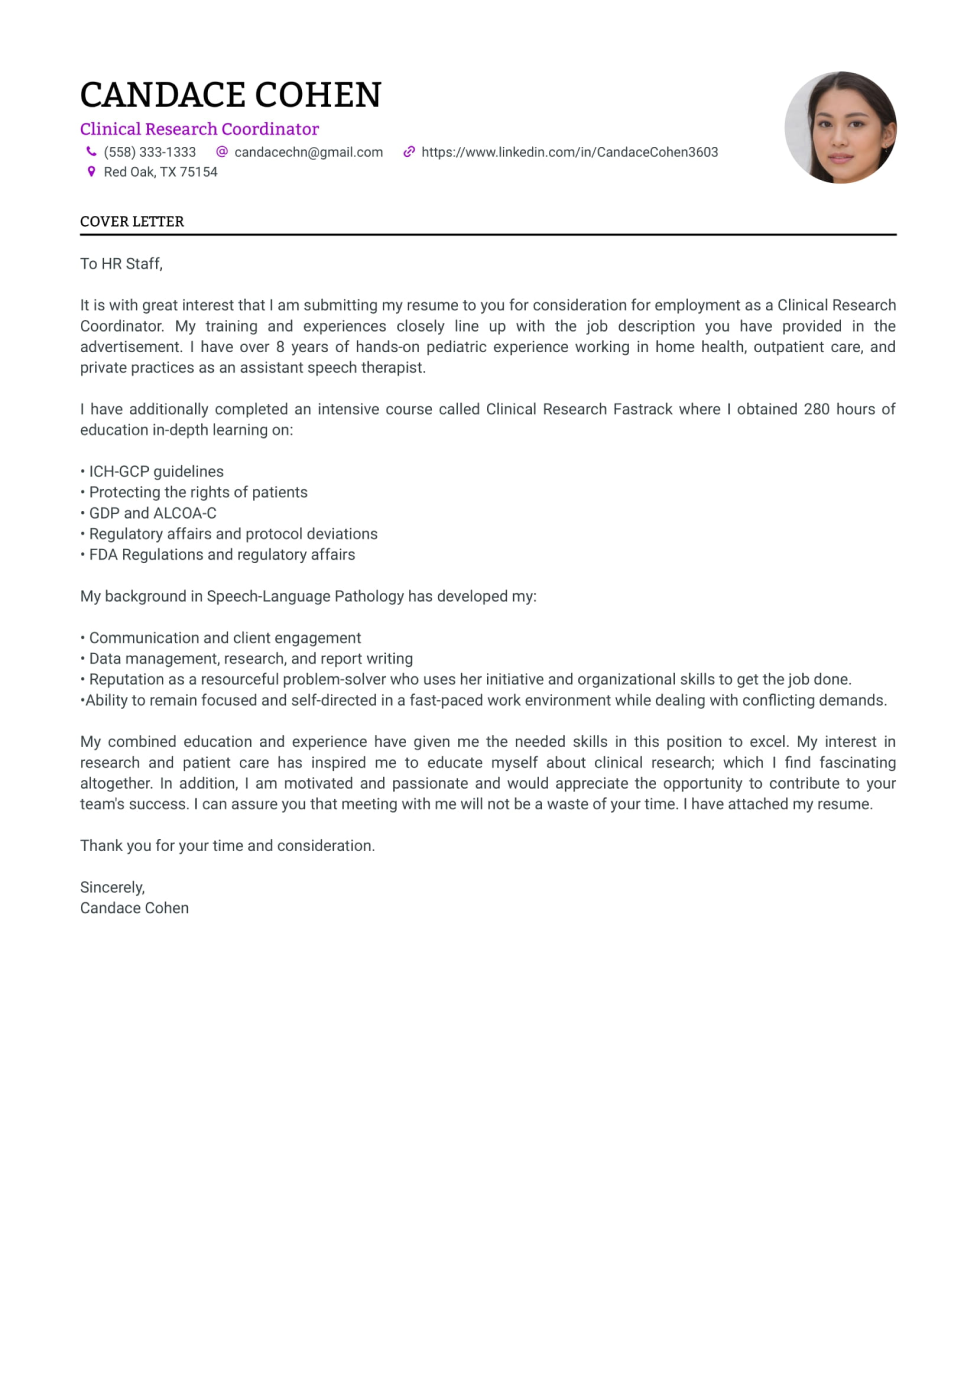 CANDACE COHEN
Clinical Research Coordinator
(558) 333-1333 candacechn@gmail.com https://www.linkedin.com/in/CandaceCohen3603
Red Oak, TX 75154
COVER LETTER
To HR Staff,
It is with great interest that I am submitting my resume to you for consideration for employment as a Clinical Research
Coordinator. My training and experiences closely line up with the job description you have provided in the
advertisement. I have over 8 years of hands-on pediatric experience working in home health, outpatient care, and
private practices as an assistant speech therapist.
I have additionally completed an intensive course called Clinical Research Fastrack where I obtained 280 hours of
education in-depth learning on:
• ICH-GCP guidelines
• Protecting the rights of patients
• GDP and ALCOA-C
• Regulatory affairs and protocol deviations
• FDA Regulations and regulatory affairs
My background in Speech-Language Pathology has developed my:
• Communication and client engagement
• Data management, research, and report writing
• Reputation as a resourceful problem-solver who uses her initiative and organizational skills to get the job done.
•Ability to remain focused and self-directed in a fast-paced work environment while dealing with conflicting demands.
My combined education and experience have given me the needed skills in this position to excel. My interest in
research and patient care has inspired me to educate myself about clinical research; which I find fascinating
altogether. In addition, I am motivated and passionate and would appreciate the opportunity to contribute to your
team's success. I can assure you that meeting with me will not be a waste of your time. I have attached my resume.
Thank you for your time and consideration.
Sincerely,
Candace Cohen